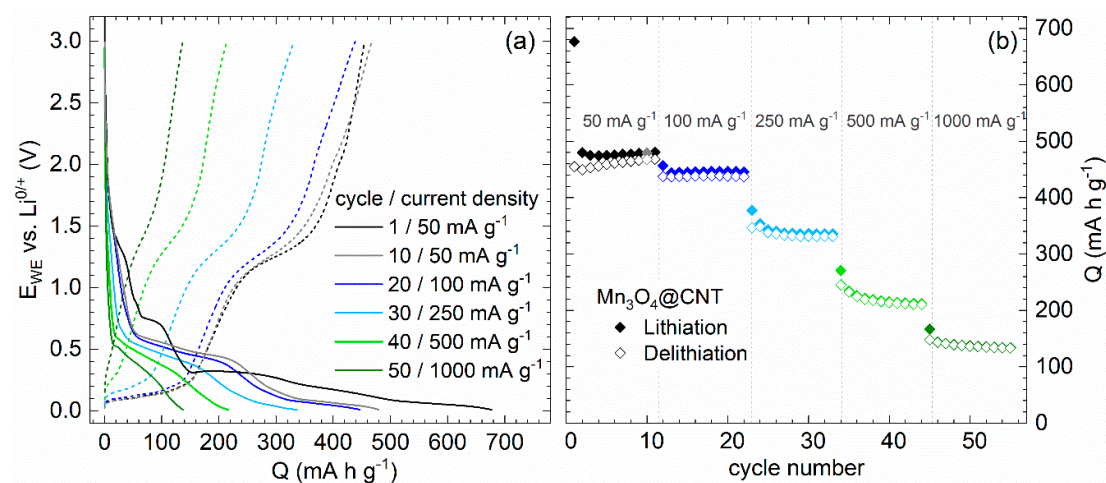 (a)
3.0
2.5
2.0
1.5
1.0
0.5
0.0
E_WE vs. Li^0/+ (V)
cycle / current density
1 / 50 mA g⁻¹
10 / 50 mA g⁻¹
20 / 100 mA g⁻¹
30 / 250 mA g⁻¹
40 / 500 mA g⁻¹
50 / 1000 mA g⁻¹
0 100 200 300 400 500 600 700
Q (mA h g⁻¹)
(b)
50 mA g⁻¹ 100 mA g⁻¹ 250 mA g⁻¹ 500 mA g⁻¹ 1000 mA g⁻¹
Mn₃O₄@CNT
Lithiation
Delithiation
0 10 20 30 40 50
cycle number
700
600
500
400
300
200
100
0
Q (mA h g⁻¹)